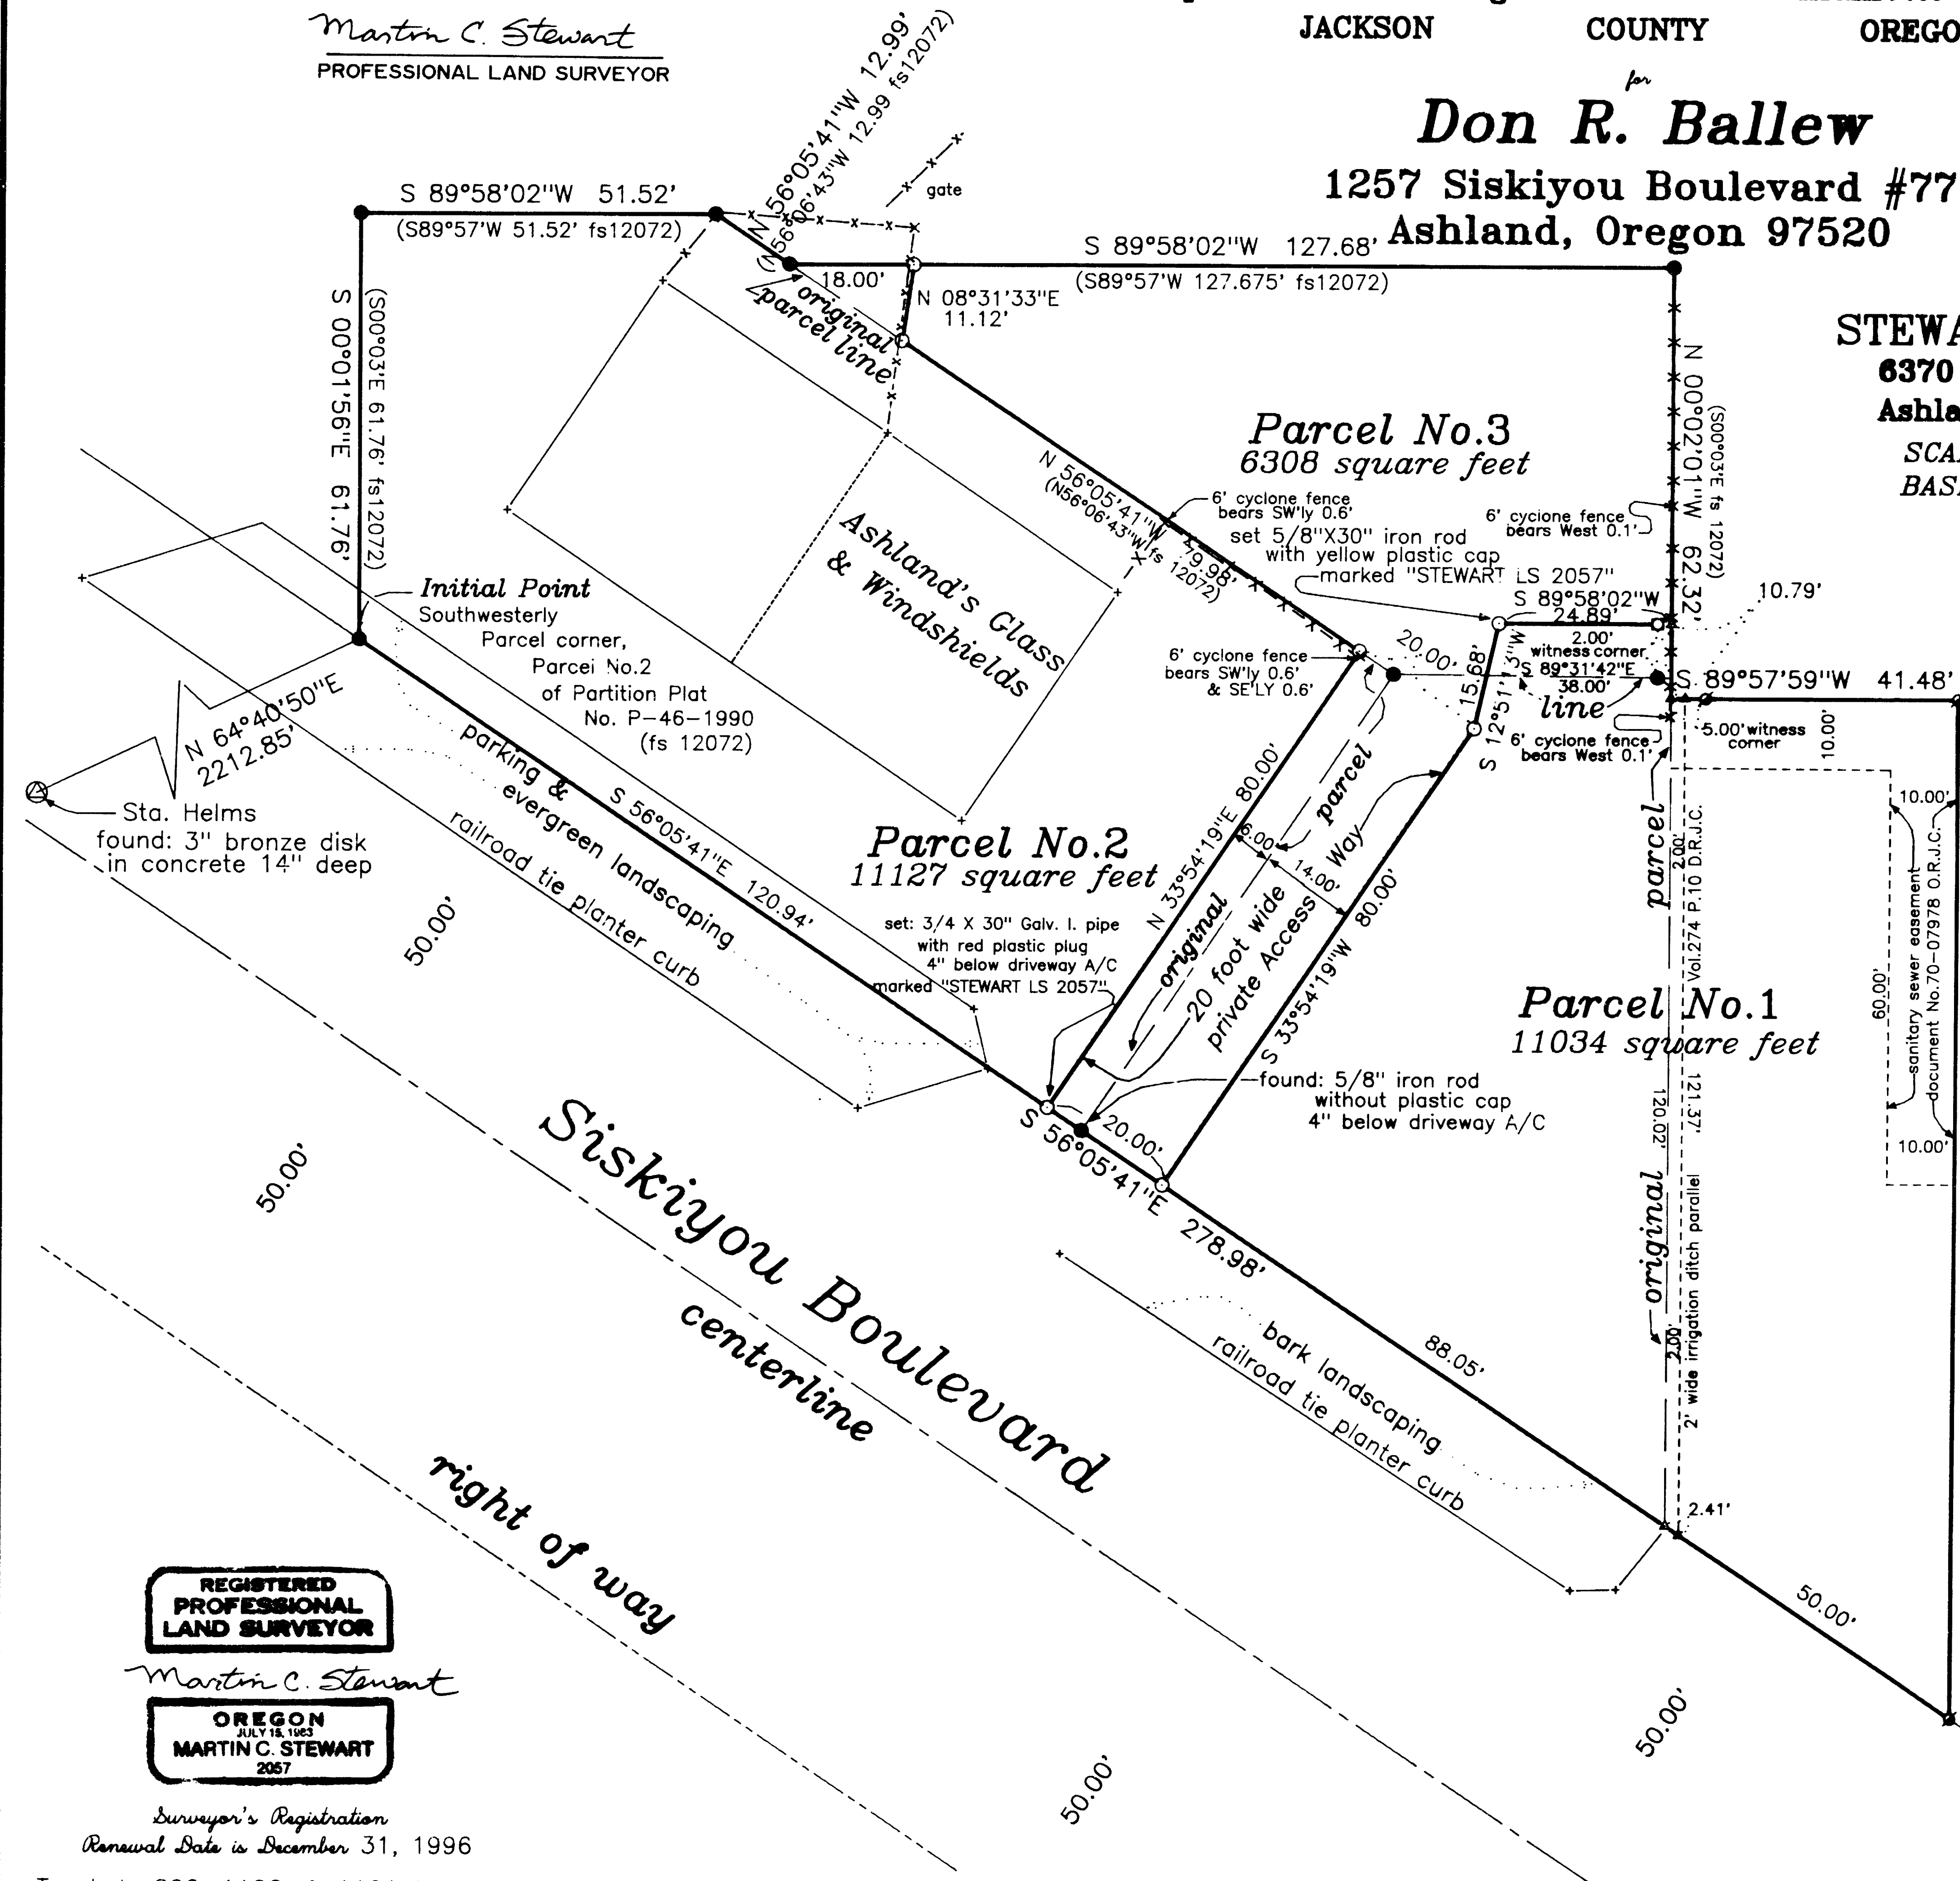 Martin C. Stewart
PROFESSIONAL LAND SURVEYOR
JACKSON COUNTY
for
Don R. Ballew
1257 Siskiyou Boulevard #77
Ashland, Oregon 97520
6370
N 56°05'41"W 12.99'
(N56°06'43"W 12.99 fs12072)
gate
S 89°58'02"W 51.52'
(S89°57'W 51.52' fs12072)
S 89°58'02"W 127.68'
(S89°57'W 127.675' fs12072)
18.00'
original
parcel line
N 08°31'33"E
11.12'
S 00°01'56"E 61.76'
(S00°03'E 61.76' fs12072)
N 00°02'01"W 62.32'
(S00°03'E fs 12072)
Parcel No.3
6308 square feet
N 56°05'41"W 79.98'
(N56°06'43"W fs 12072)
6' cyclone fence
bears SW'ly 0.6'
set 5/8"X30" iron rod
with yellow plastic cap
marked "STEWART LS 2057"
6' cyclone fence
bears West 0.1'
S 89°58'02"W
24.89'
10.79'
2.00'
witness corner
S 89°31'42"E
38.00'
line
20.00'
15.68'
S 12°51'13"W
6' cyclone fence
bears SW'ly 0.6'
& SE'LY 0.6'
S 89°57'59"W 41.48'
5.00' witness
corner
10.00'
6' cyclone fence
bears West 0.1'
Ashland's Glass
& Windshields
Initial Point
Southwesterly
Parcel corner,
Parcel No.2
of Partition Plat
No. P-46-1990
(fs 12072)
N 64°40'50"E
2212.85'
Sta. Helms
found: 3" bronze disk
in concrete 14" deep
parking &
evergreen landscaping
railroad tie planter curb
S 56°05'41"E 120.94'
50.00'
Parcel No.2
11127 square feet
set: 3/4 X 30" Galv. I. pipe
with red plastic plug
4" below driveway A/C
marked "STEWART LS 2057"
N 33°54'19"E 80.00'
6.00'
14.00'
original
parcel
20 foot wide
private Access Way
S 33°54'19"W 80.00'
found: 5/8" iron rod
without plastic cap
4" below driveway A/C
20.00'
S 56°05'41"E 278.98'
Parcel No.1
11034 square feet
original
parcel
120.02'
121.37'
2.00'
2.00'
2' wide irrigation ditch parallel
Vol.274 P.10 D.R.J.C.
10.00'
60.00'
sanitary sewer easement
document No.70-07978 O.R.J.C.
10.00'
Siskiyou Boulevard
centerline
right of way
50.00'
bark landscaping
railroad tie planter curb
88.05'
2.41'
50.00'
50.00'
50.00'
REGISTERED
PROFESSIONAL
LAND SURVEYOR
Martin C. Stewart
OREGON
JULY 15, 1983
MARTIN C. STEWART
2057
Surveyor's Registration
Renewal Date is December 31, 1996